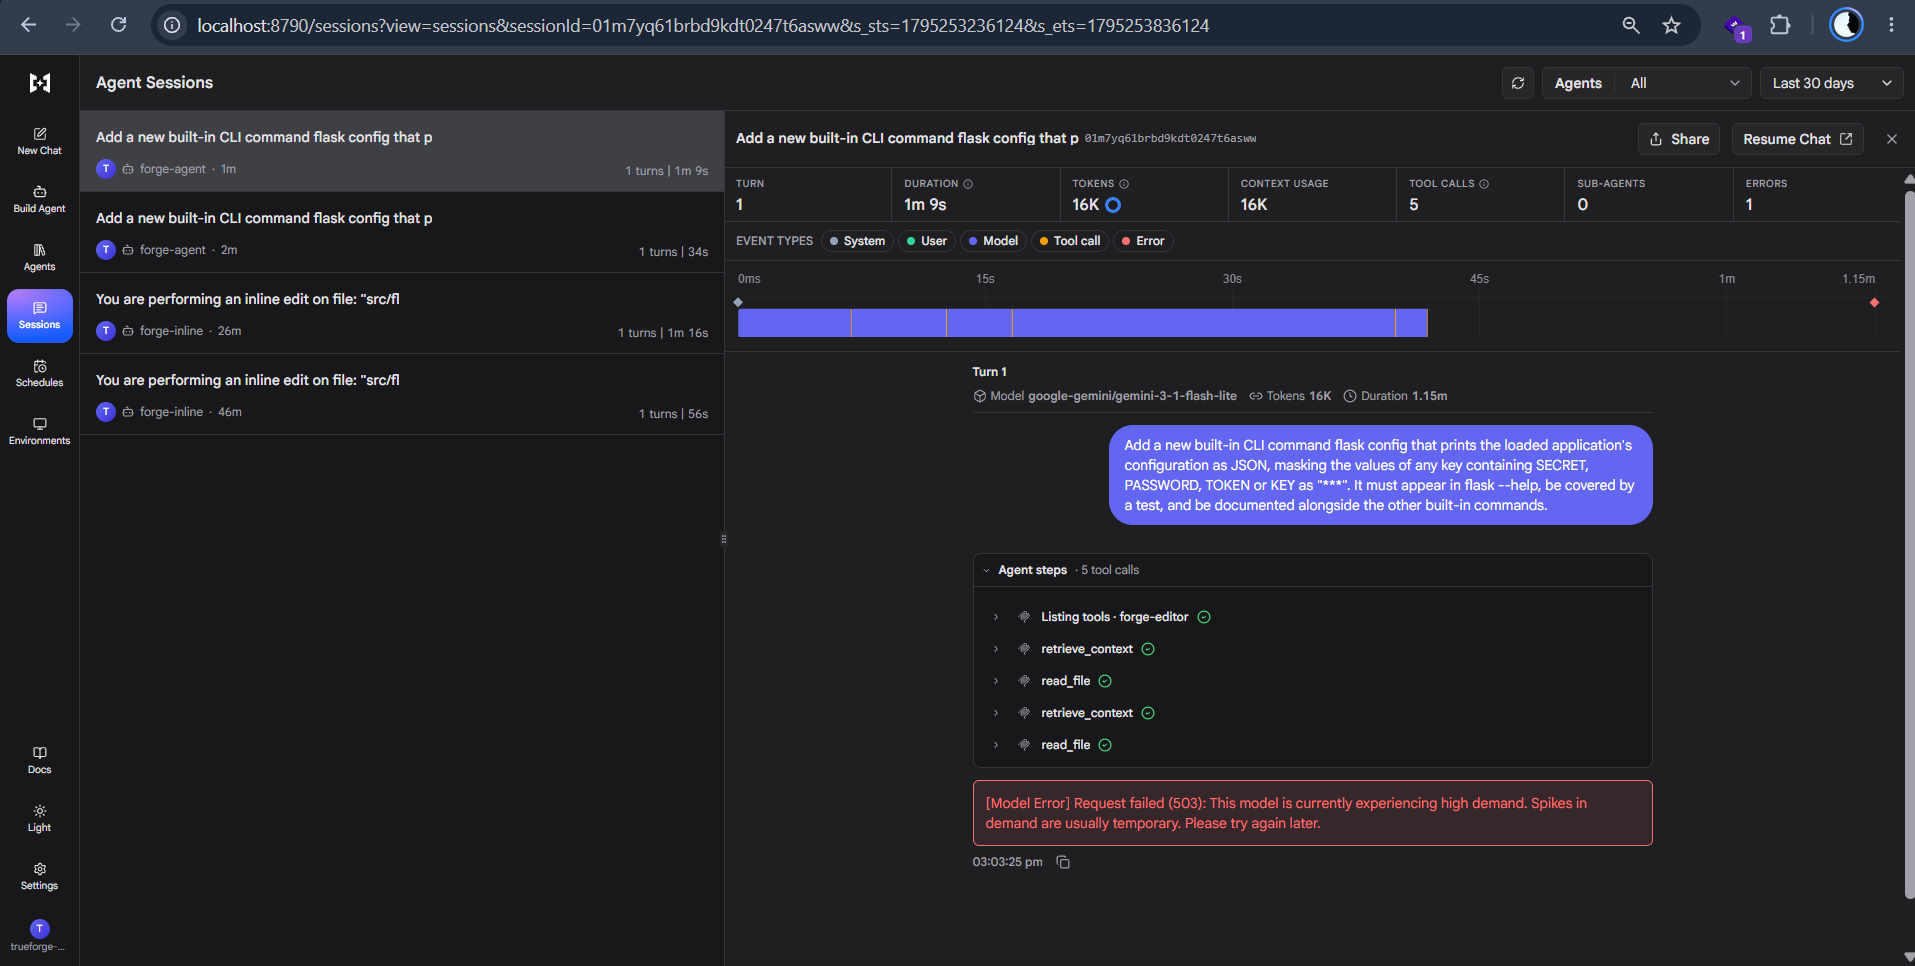 localhost:8790/sessions?view=sessions&sessionId=01m7yq61brbd9kdt0247t6asww&s_sts=1795253236124&s_ets=1795253836124
1
Agent Sessions
Agents
All
Last 30 days
New Chat
Build Agent
Agents
Sessions
Schedules
Environments
Docs
Light
Settings
T
trueforge-...
Add a new built-in CLI command flask config that p
T forge-agent · 1m
1 turns | 1m 9s
Add a new built-in CLI command flask config that p
T forge-agent · 2m
1 turns | 34s
You are performing an inline edit on file: "src/fl
T forge-inline · 26m
1 turns | 1m 16s
You are performing an inline edit on file: "src/fl
T forge-inline · 46m
1 turns | 56s
Add a new built-in CLI command flask config that p 01m7yq61brbd9kdt0247t6asww
Share
Resume Chat
TURN
1
DURATION
1m 9s
TOKENS
16K
CONTEXT USAGE
16K
TOOL CALLS
5
SUB-AGENTS
0
ERRORS
1
EVENT TYPES System User Model Tool call Error
0ms 15s 30s 45s 1m 1.15m
Turn 1
Model google-gemini/gemini-3-1-flash-lite Tokens 16K Duration 1.15m
Add a new built-in CLI command flask config that prints the loaded application's
configuration as JSON, masking the values of any key containing SECRET,
PASSWORD, TOKEN or KEY as "***". It must appear in flask --help, be covered by
a test, and be documented alongside the other built-in commands.
Agent steps · 5 tool calls
Listing tools · forge-editor
retrieve_context
read_file
retrieve_context
read_file
[Model Error] Request failed (503): This model is currently experiencing high demand. Spikes in
demand are usually temporary. Please try again later.
03:03:25 pm